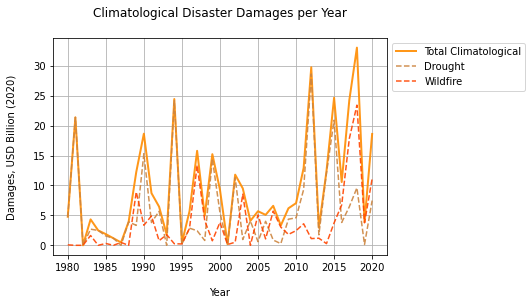 Climatological Disaster Damages per Year
Total Climatological
Drought
Wildfire
Damages, USD Billion (2020)
30
25
20
15
10
5
0
1980 1985 1990 1995 2000 2005 2010 2015 2020
Year